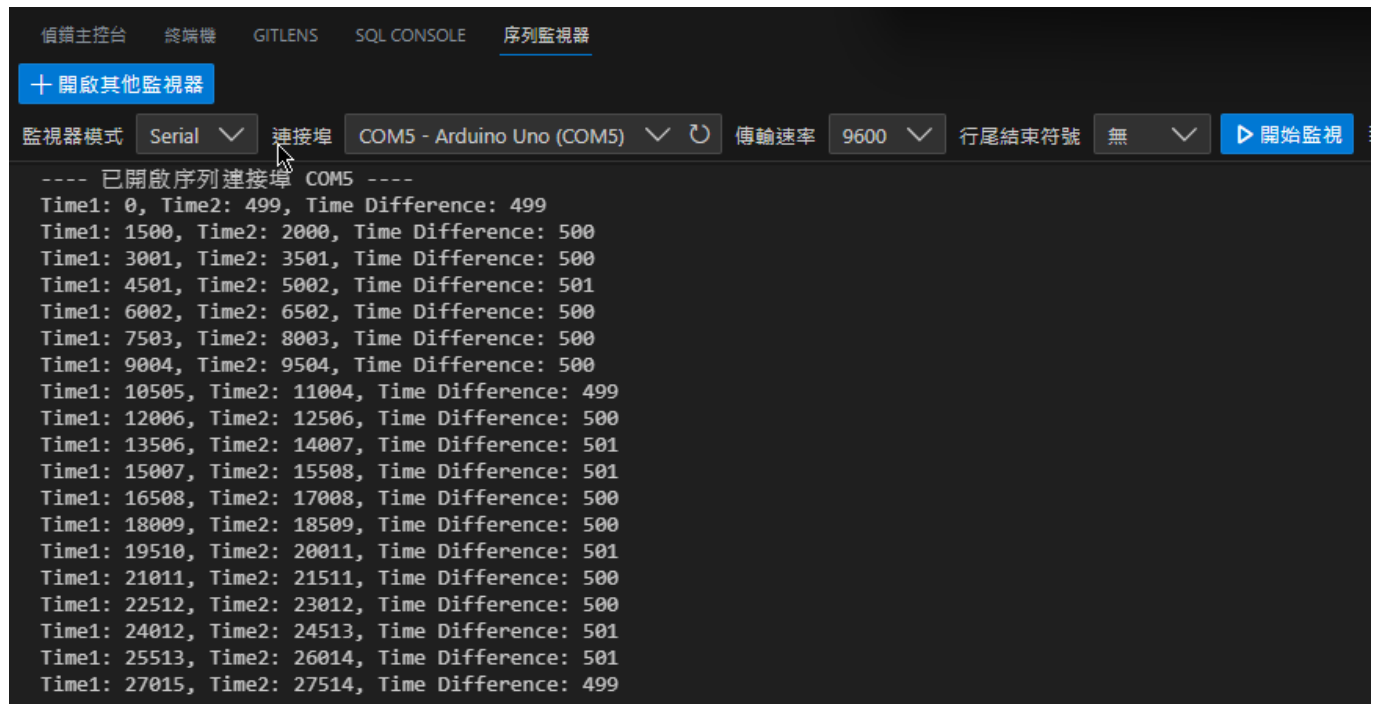 偵錯主控台 終端機 GITLENS SQL CONSOLE 序列監視器
開啟其他監視器
監視器模式 Serial 連接埠 COM5 - Arduino Uno (COM5) 傳輸速率 9600 行尾結束符號 無 開始監視
---- 已開啟序列連接埠 COM5 ----
Time1: 0, Time2: 499, Time Difference: 499
Time1: 1500, Time2: 2000, Time Difference: 500
Time1: 3001, Time2: 3501, Time Difference: 500
Time1: 4501, Time2: 5002, Time Difference: 501
Time1: 6002, Time2: 6502, Time Difference: 500
Time1: 7503, Time2: 8003, Time Difference: 500
Time1: 9004, Time2: 9504, Time Difference: 500
Time1: 10505, Time2: 11004, Time Difference: 499
Time1: 12006, Time2: 12506, Time Difference: 500
Time1: 13506, Time2: 14007, Time Difference: 501
Time1: 15007, Time2: 15508, Time Difference: 501
Time1: 16508, Time2: 17008, Time Difference: 500
Time1: 18009, Time2: 18509, Time Difference: 500
Time1: 19510, Time2: 20011, Time Difference: 501
Time1: 21011, Time2: 21511, Time Difference: 500
Time1: 22512, Time2: 23012, Time Difference: 500
Time1: 24012, Time2: 24513, Time Difference: 501
Time1: 25513, Time2: 26014, Time Difference: 501
Time1: 27015, Time2: 27514, Time Difference: 499